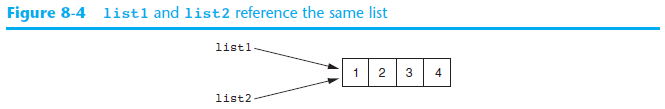 Figure 8-4 list1 and list2 reference the same list
list1
1 2 3 4
list2